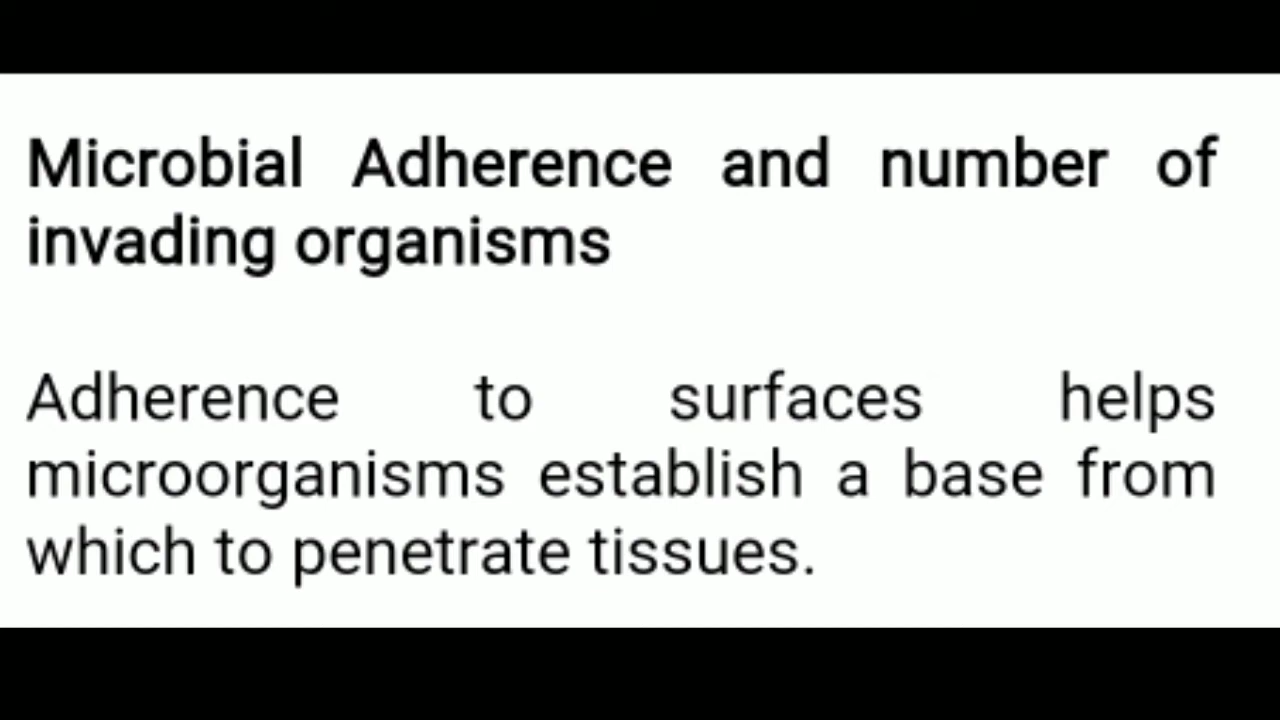 Microbial Adherence and number of
invading organisms
Adherence to surfaces helps
microorganisms establish a base from
which to penetrate tissues.